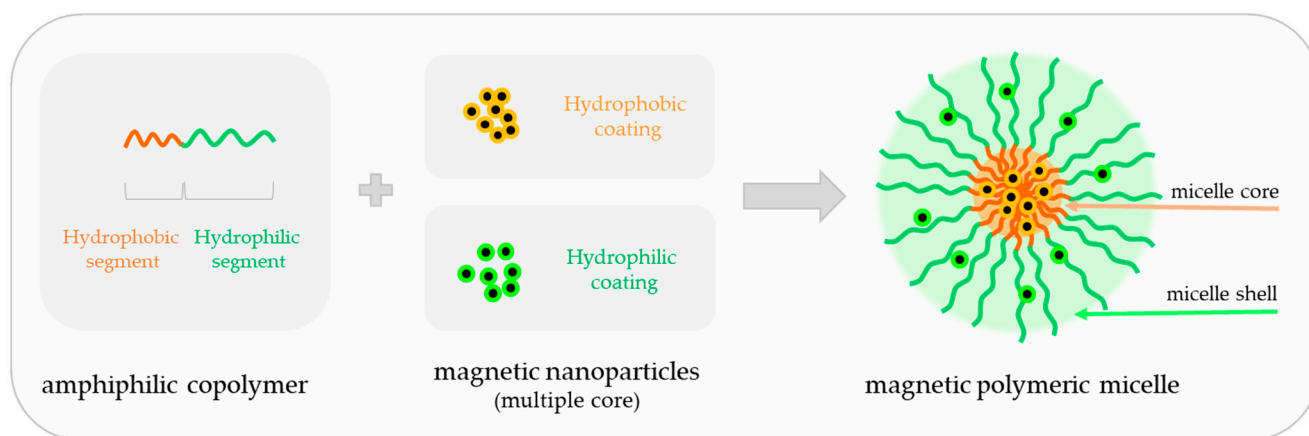 Hydrophobic
segment
Hydrophilic
segment
amphiphilic copolymer
Hydrophobic
coating
Hydrophilic
coating
magnetic nanoparticles
(multiple core)
micelle core
micelle shell
magnetic polymeric micelle